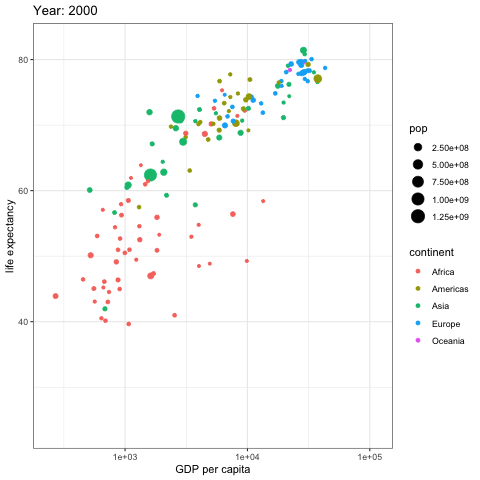 Year: 2000
80
60
40
life expectancy
1e+03
1e+04
1e+05
GDP per capita
pop
2.50e+08
5.00e+08
7.50e+08
1.00e+09
1.25e+09
continent
Africa
Americas
Asia
Europe
Oceania